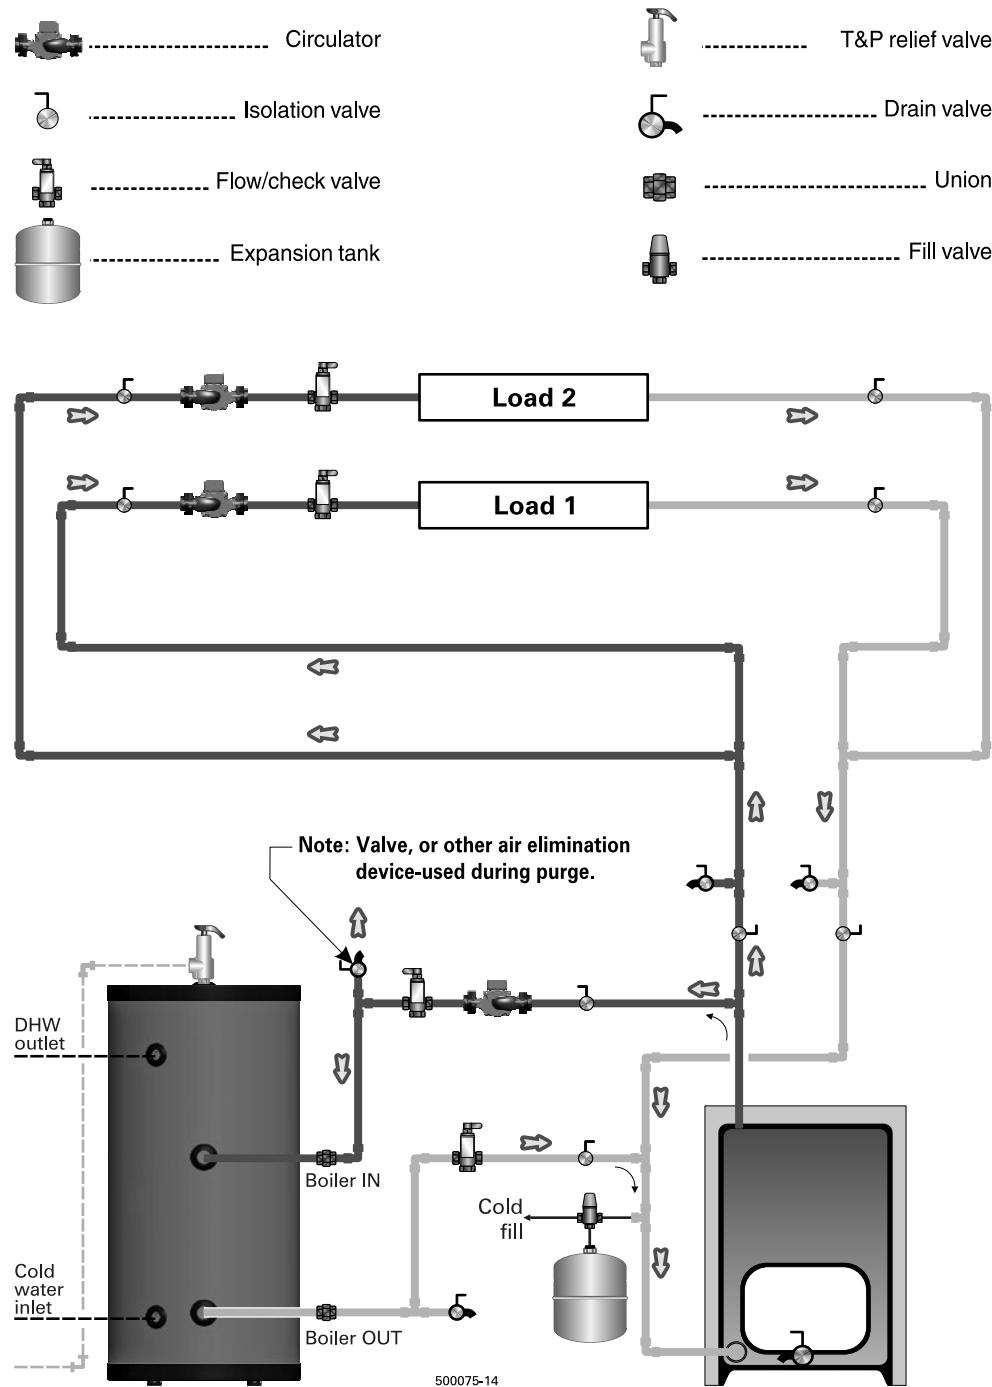 Circulator
T&P relief valve
Isolation valve
Drain valve
Flow/check valve
Union
Expansion tank
Fill valve
Load 2
Load 1
Note: Valve, or other air elimination
device-used during purge.
DHW
outlet
Boiler IN
Cold
fill
Cold
water
inlet
Boiler OUT
500075-14